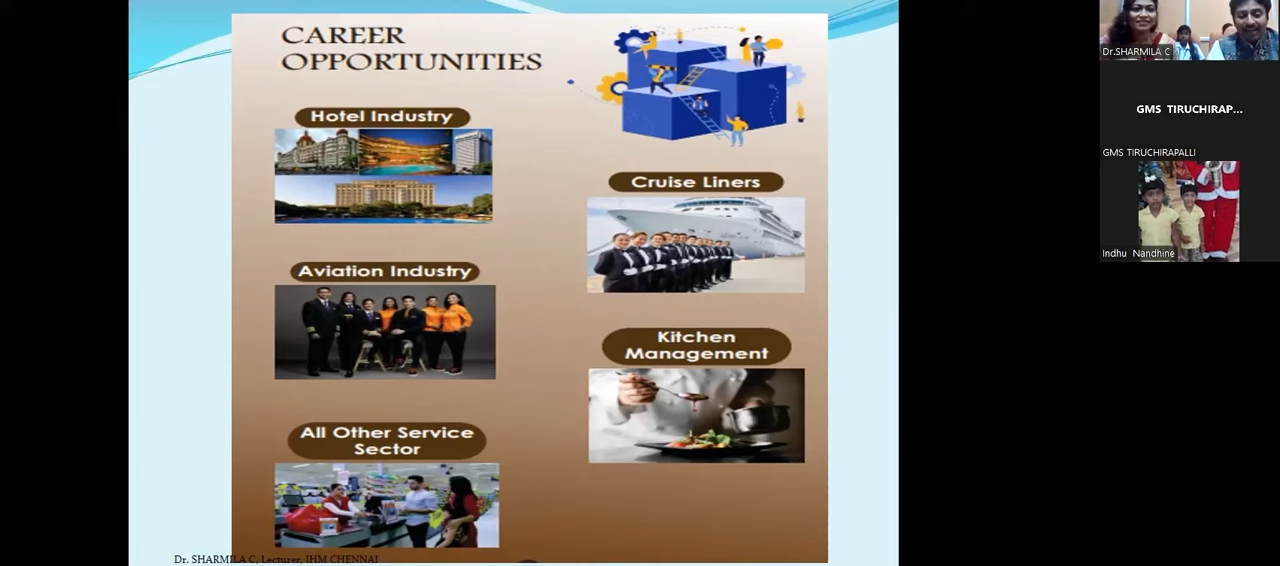 CAREER
OPPORTUNITIES
Hotel Industry
Cruise Liners
Aviation Industry
Kitchen
Management
All Other Service
Sector
Dr. SHARMILA C, Lecturer, IHM CHENNAI
Dr.SHARMILA C
GMS TIRUCHIRAP...
GMS TIRUCHIRAPALLI
Indhu Nandhine